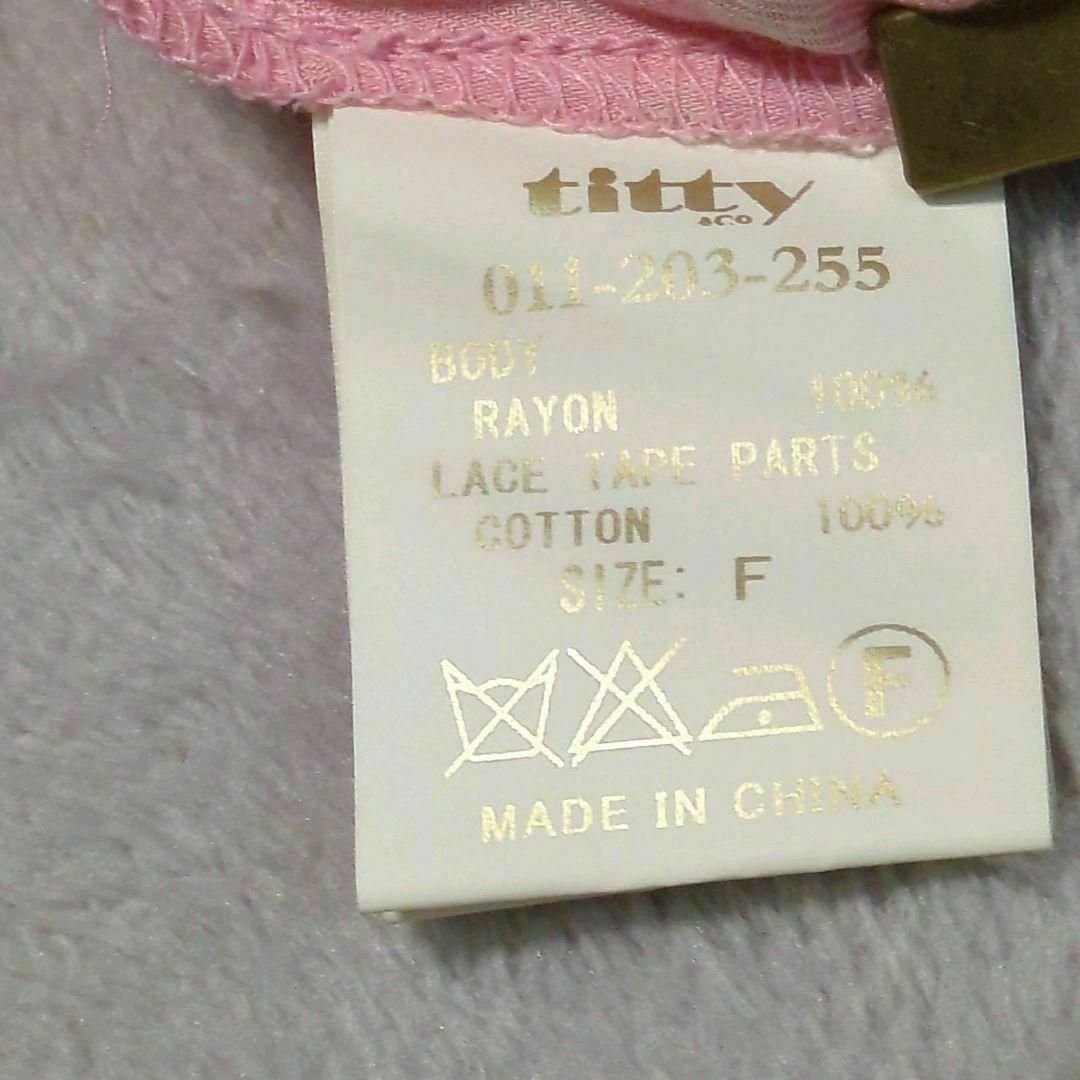 titty
&CO
011-203-255
BODY
RAYON 100%
LACE TAPE PARTS
COTTON 100%
SIZE: F
F
MADE IN CHINA